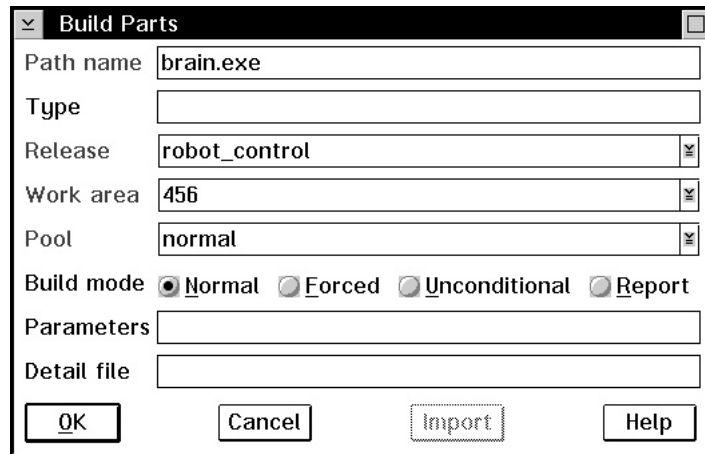 Build Parts
Path name brain.exe
Type
Release robot_control
Work area 456
Pool normal
Build mode Normal Forced Unconditional Report
Parameters
Detail file
OK Cancel Import Help